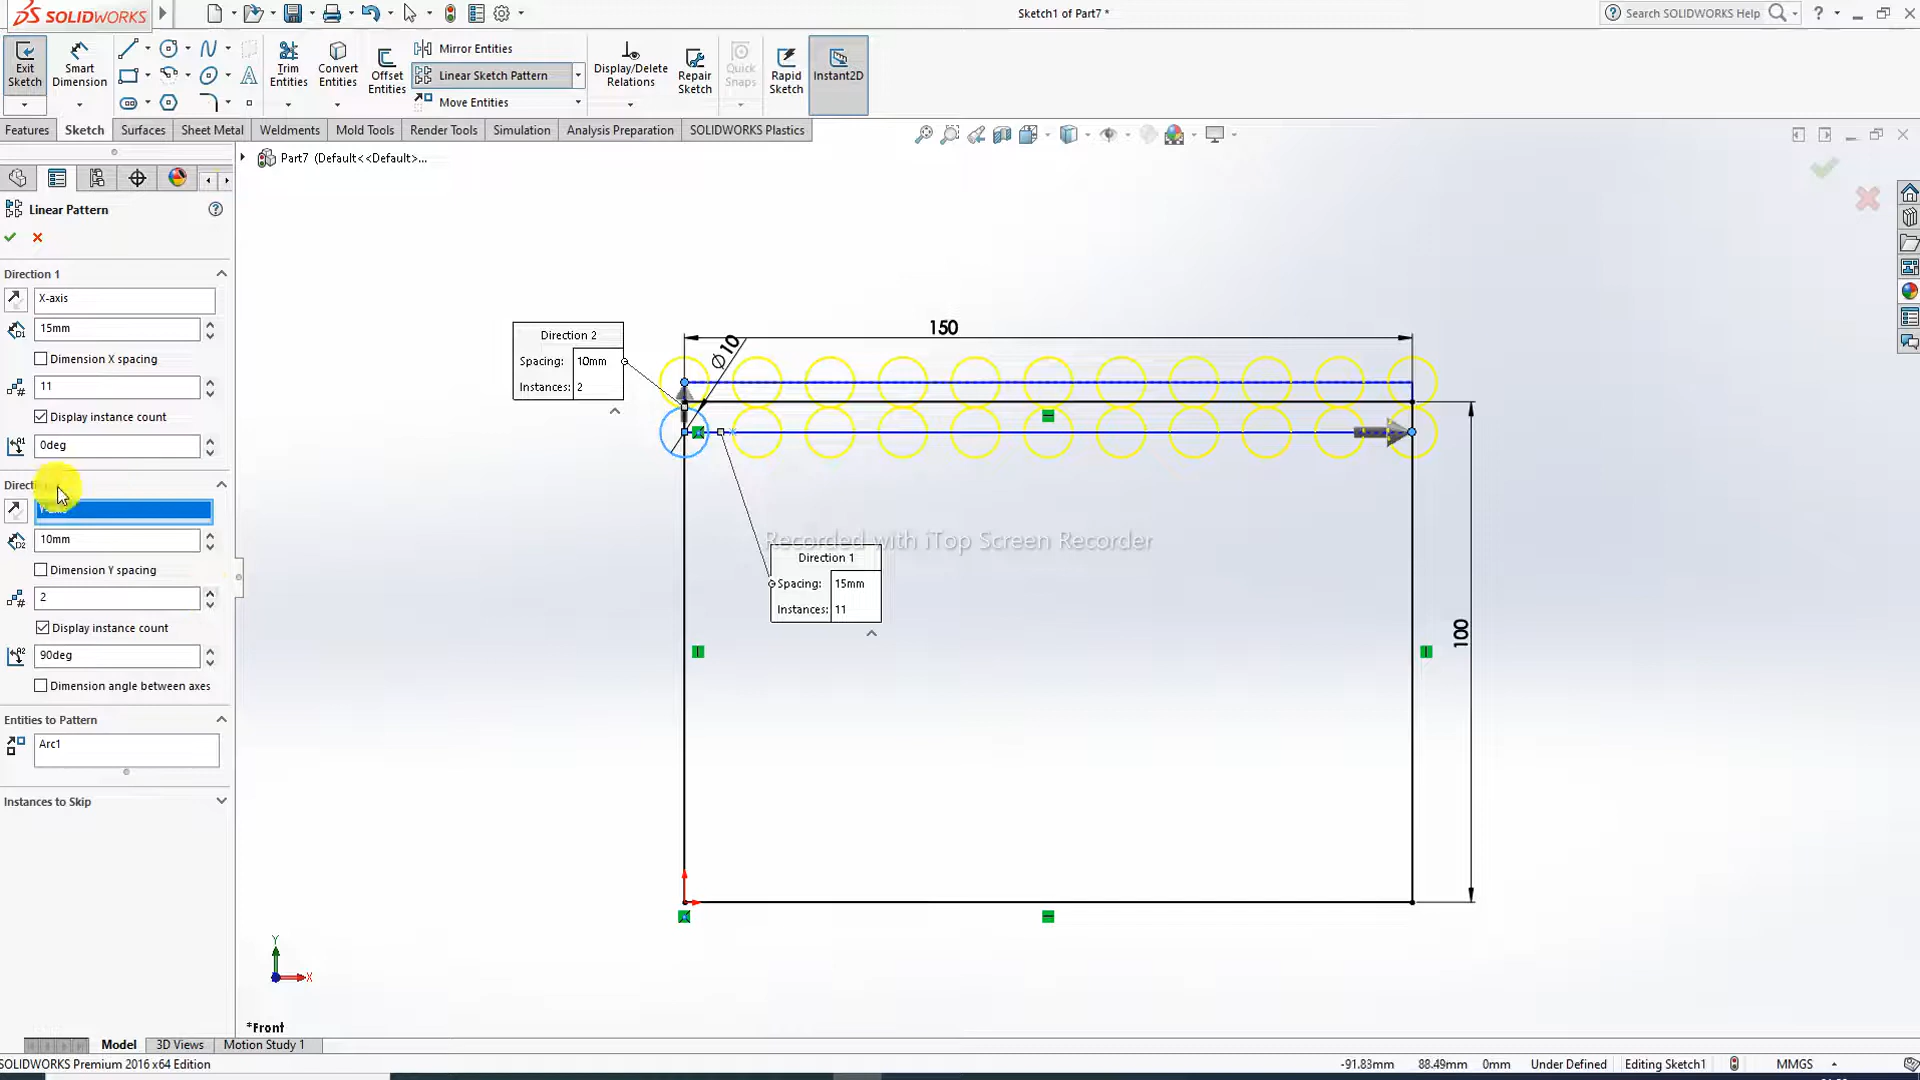 SOLIDWORKS
Sketch1 of Part7 *
Search SOLIDWORKS Help
?
Exit Sketch
Smart Dimension
Trim Entities
Convert Entities
Offset Entities
Mirror Entities
Linear Sketch Pattern
Move Entities
Display/Delete Relations
Repair Sketch
Quick Snaps
Rapid Sketch
Instant2D
Features
Sketch
Surfaces
Sheet Metal
Weldments
Mold Tools
Render Tools
Simulation
Analysis Preparation
SOLIDWORKS Plastics
Part7 (Default<<Default>...
Linear Pattern
Direction 1
X-axis
15mm
Dimension X spacing
11
Display instance count
0deg
10mm
Dimension Y spacing
2
Display instance count
90deg
Dimension angle between axes
Entities to Pattern
Arc1
Instances to Skip
Direction 2
Spacing: 10mm
Instances: 2
150
Ø10
Recorded with iTop Screen Recorder
Direction 1
Spacing: 15mm
Instances: 11
100
Y
X
*Front
Model
3D Views
Motion Study 1
SOLIDWORKS Premium 2016 x64 Edition
-91.83mm
88.49mm
0mm
Under Defined
Editing Sketch1
MMGS